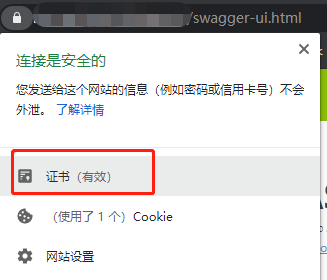 /swagger-ui.html
连接是安全的
您发送给这个网站的信息（例如密码或信用卡号）不会
外泄。 了解详情
证书（有效）
（使用了 1 个）Cookie
网站设置